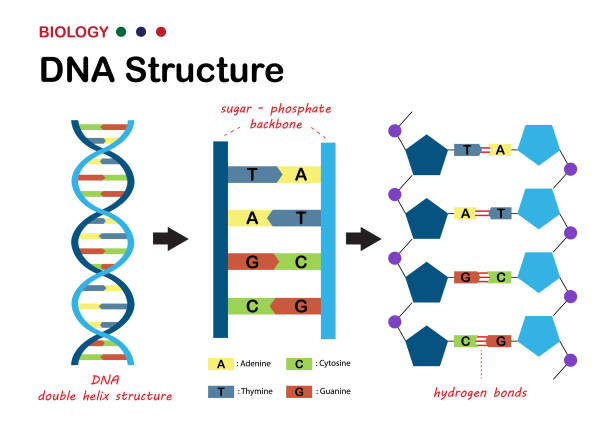 BIOLOGY
DNA Structure
sugar - phosphate
backbone
T A
A T
G C
C G
T A
A T
G C
C G
A : Adenine C : Cytosine
T : Thymine G : Guanine
DNA
double helix structure
hydrogen bonds